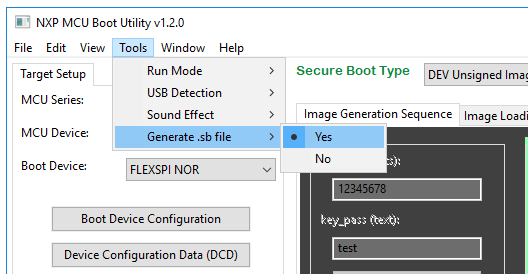 NXP MCU Boot Utility v1.2.0
File Edit View Tools Window Help
Target Setup
Run Mode
USB Detection
Sound Effect
Generate .sb file
Yes
No
MCU Series:
MCU Device:
Boot Device:
FLEXSPI NOR
Boot Device Configuration
Device Configuration Data (DCD)
Secure Boot Type
DEV Unsigned Imag
Image Generation Sequence
Image Loadi
12345678
key_pass (text):
test